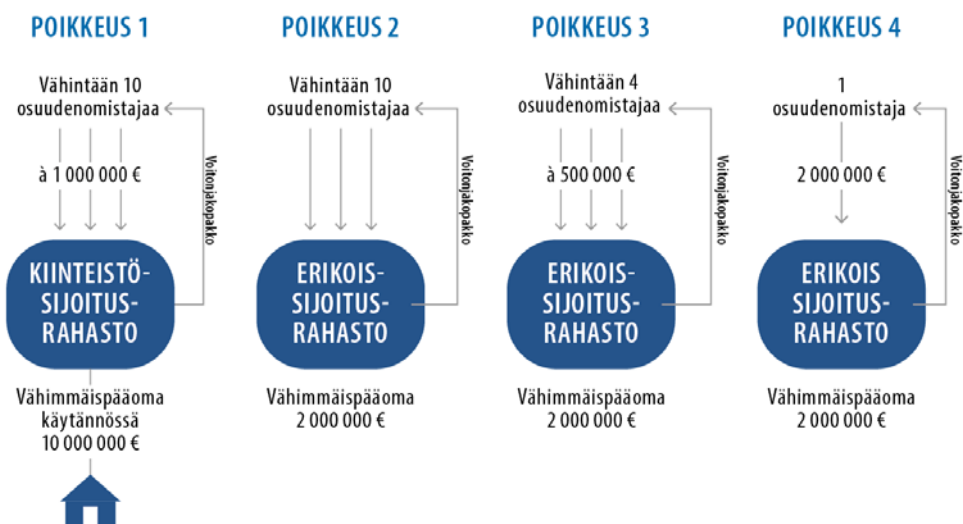 POIKKEUS 1
Vähintään 10
osuudenomistajaa
à 1 000 000 €
Voitonjakopakko
KIINTEISTÖ-
SIJOITUS-
RAHASTO
Vähimmäispääoma
käytännössä
10 000 000 €
POIKKEUS 2
Vähintään 10
osuudenomistajaa
Voitonjakopakko
ERIKOIS-
SIJOITUS-
RAHASTO
Vähimmäispääoma
2 000 000 €
POIKKEUS 3
Vähintään 4
osuudenomistajaa
à 500 000 €
Voitonjakopakko
ERIKOIS-
SIJOITUS-
RAHASTO
Vähimmäispääoma
2 000 000 €
POIKKEUS 4
1
osuudenomistaja
2 000 000 €
Voitonjakopakko
ERIKOIS
SIJOITUS-
RAHASTO
Vähimmäispääoma
2 000 000 €